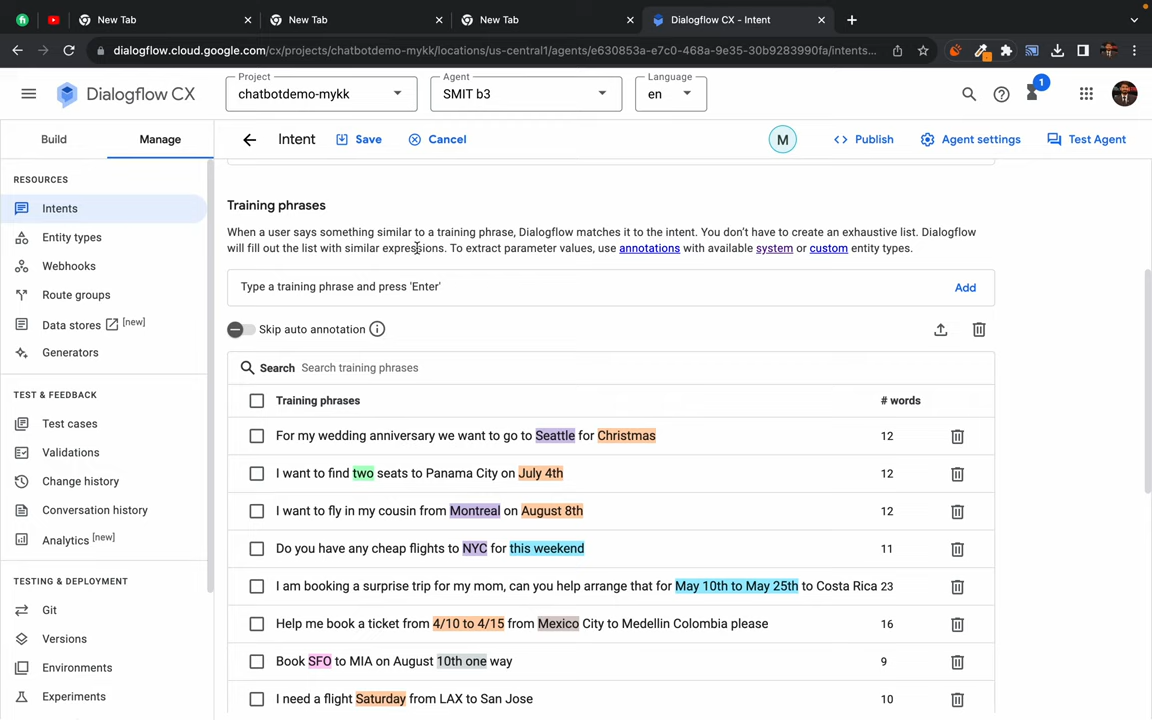 New Tab
New Tab
New Tab
Dialogflow CX - Intent
dialogflow.cloud.google.com/cx/projects/chatbotdemo-mykk/locations/us-central1/agents/e630853a-e7c0-468a-9e35-30b9283990fa/intents...
Dialogflow CX
Project
chatbotdemo-mykk
Agent
SMIT b3
Language
en
1
Build
Manage
Intent
Save
Cancel
M
Publish
Agent settings
Test Agent
RESOURCES
Intents
Entity types
Webhooks
Route groups
Data stores [new]
Generators
TEST & FEEDBACK
Test cases
Validations
Change history
Conversation history
Analytics [new]
TESTING & DEPLOYMENT
Git
Versions
Environments
Experiments
Training phrases
When a user says something similar to a training phrase, Dialogflow matches it to the intent. You don't have to create an exhaustive list. Dialogflow
will fill out the list with similar expressions. To extract parameter values, use annotations with available system or custom entity types.
Type a training phrase and press 'Enter'
Add
Skip auto annotation
Search Search training phrases
Training phrases # words
For my wedding anniversary we want to go to Seattle for Christmas 12
I want to find two seats to Panama City on July 4th 12
I want to fly in my cousin from Montreal on August 8th 12
Do you have any cheap flights to NYC for this weekend 11
I am booking a surprise trip for my mom, can you help arrange that for May 10th to May 25th to Costa Rica 23
Help me book a ticket from 4/10 to 4/15 from Mexico City to Medellin Colombia please 16
Book SFO to MIA on August 10th one way 9
I need a flight Saturday from LAX to San Jose 10